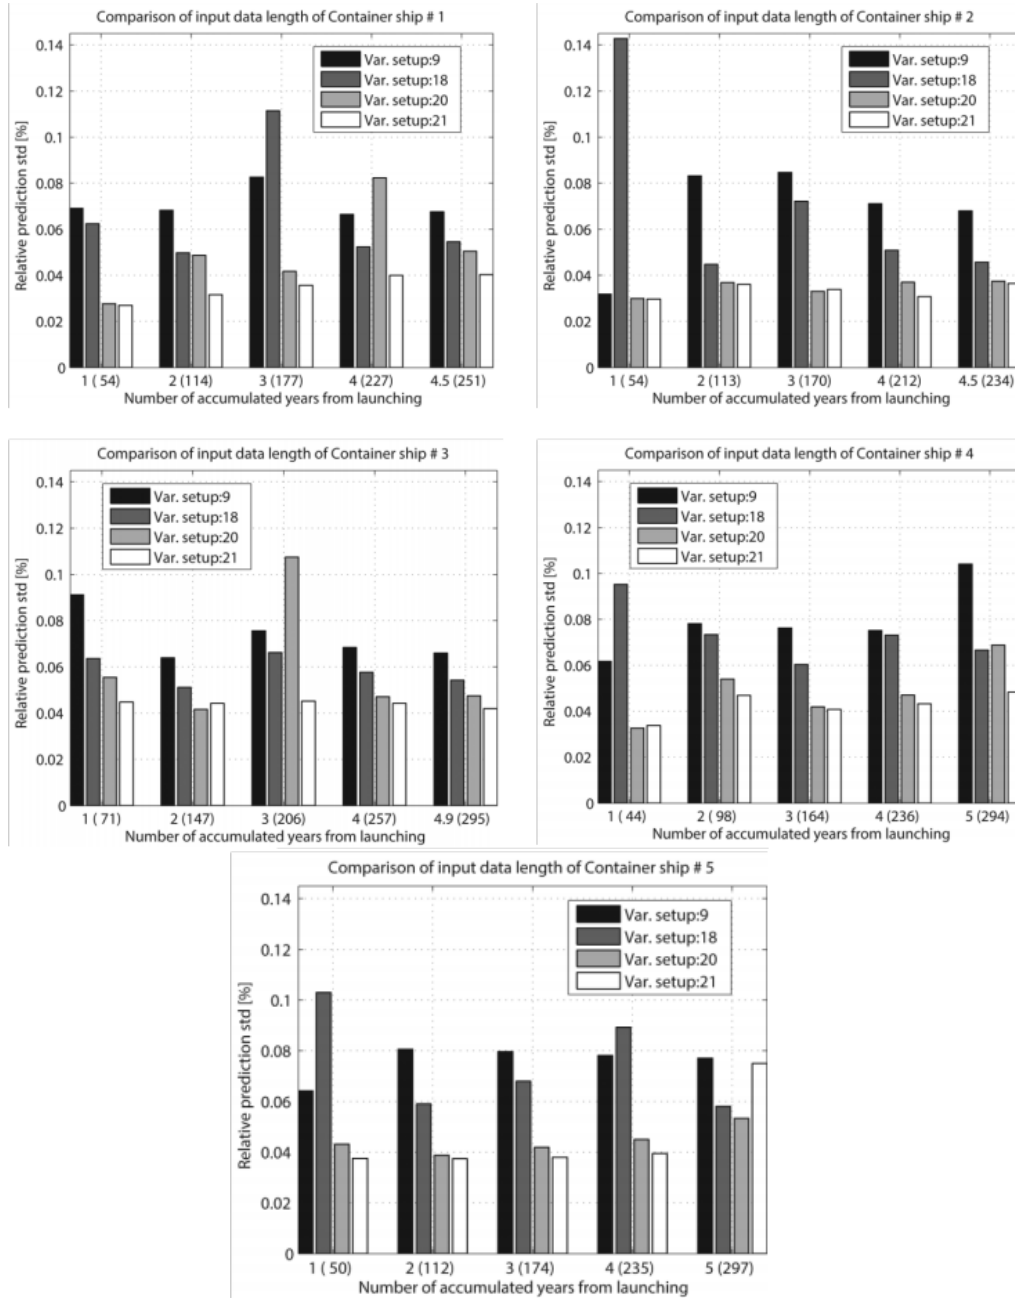 Comparison of input data length of Container ship # 1
Relative prediction std [%]
0.14
0.12
0.1
0.08
0.06
0.04
0.02
0
Var. setup:9
Var. setup:18
Var. setup:20
Var. setup:21
1 ( 54) 2 (114) 3 (177) 4 (227) 4.5 (251)
Number of accumulated years from launching
Comparison of input data length of Container ship # 2
Relative prediction std [%]
0.14
0.12
0.1
0.08
0.06
0.04
0.02
0
Var. setup:9
Var. setup:18
Var. setup:20
Var. setup:21
1 ( 54) 2 (113) 3 (170) 4 (212) 4.5 (234)
Number of accumulated years from launching
Comparison of input data length of Container ship # 3
Relative prediction std [%]
0.14
0.12
0.1
0.08
0.06
0.04
0.02
0
Var. setup:9
Var. setup:18
Var. setup:20
Var. setup:21
1 ( 71) 2 (147) 3 (206) 4 (257) 4.9 (295)
Number of accumulated years from launching
Comparison of input data length of Container ship # 4
Relative prediction std [%]
0.14
0.12
0.1
0.08
0.06
0.04
0.02
0
Var. setup:9
Var. setup:18
Var. setup:20
Var. setup:21
1 ( 44) 2 ( 98) 3 (164) 4 (236) 5 (294)
Number of accumulated years from launching
Comparison of input data length of Container ship # 5
Relative prediction std [%]
0.14
0.12
0.1
0.08
0.06
0.04
0.02
0
Var. setup:9
Var. setup:18
Var. setup:20
Var. setup:21
1 ( 50) 2 (112) 3 (174) 4 (235) 5 (297)
Number of accumulated years from launching